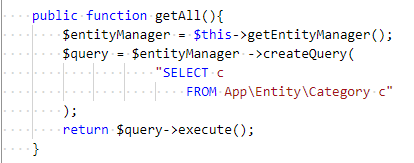 public function getAll(){
$entityManager = $this->getEntityManager();
$query = $entityManager ->createQuery(
"SELECT c
FROM App\Entity\Category c"
);
return $query->execute();
}